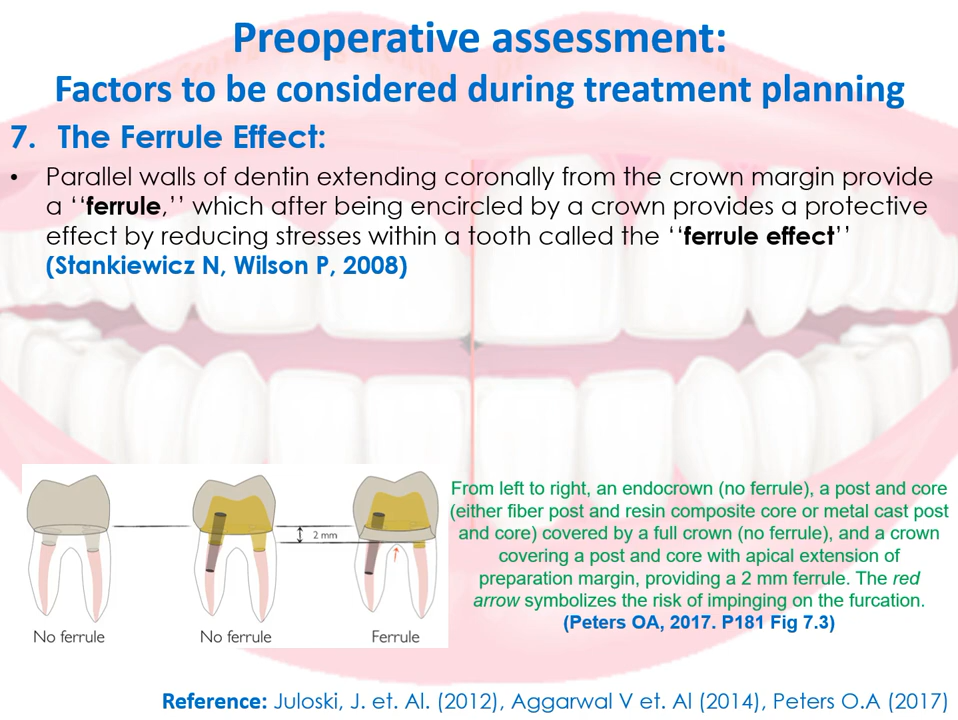 Preoperative assessment:
Factors to be considered during treatment planning
7. The Ferrule Effect:
• Parallel walls of dentin extending coronally from the crown margin provide
a ‘‘ferrule,’’ which after being encircled by a crown provides a protective
effect by reducing stresses within a tooth called the ‘‘ferrule effect’’
(Stankiewicz N, Wilson P, 2008)
2 mm
No ferrule
No ferrule
Ferrule
From left to right, an endocrown (no ferrule), a post and core
(either fiber post and resin composite core or metal cast post
and core) covered by a full crown (no ferrule), and a crown
covering a post and core with apical extension of
preparation margin, providing a 2 mm ferrule. The red
arrow symbolizes the risk of impinging on the furcation.
(Peters OA, 2017. P181 Fig 7.3)
Reference: Juloski, J. et. Al. (2012), Aggarwal V et. Al (2014), Peters O.A (2017)